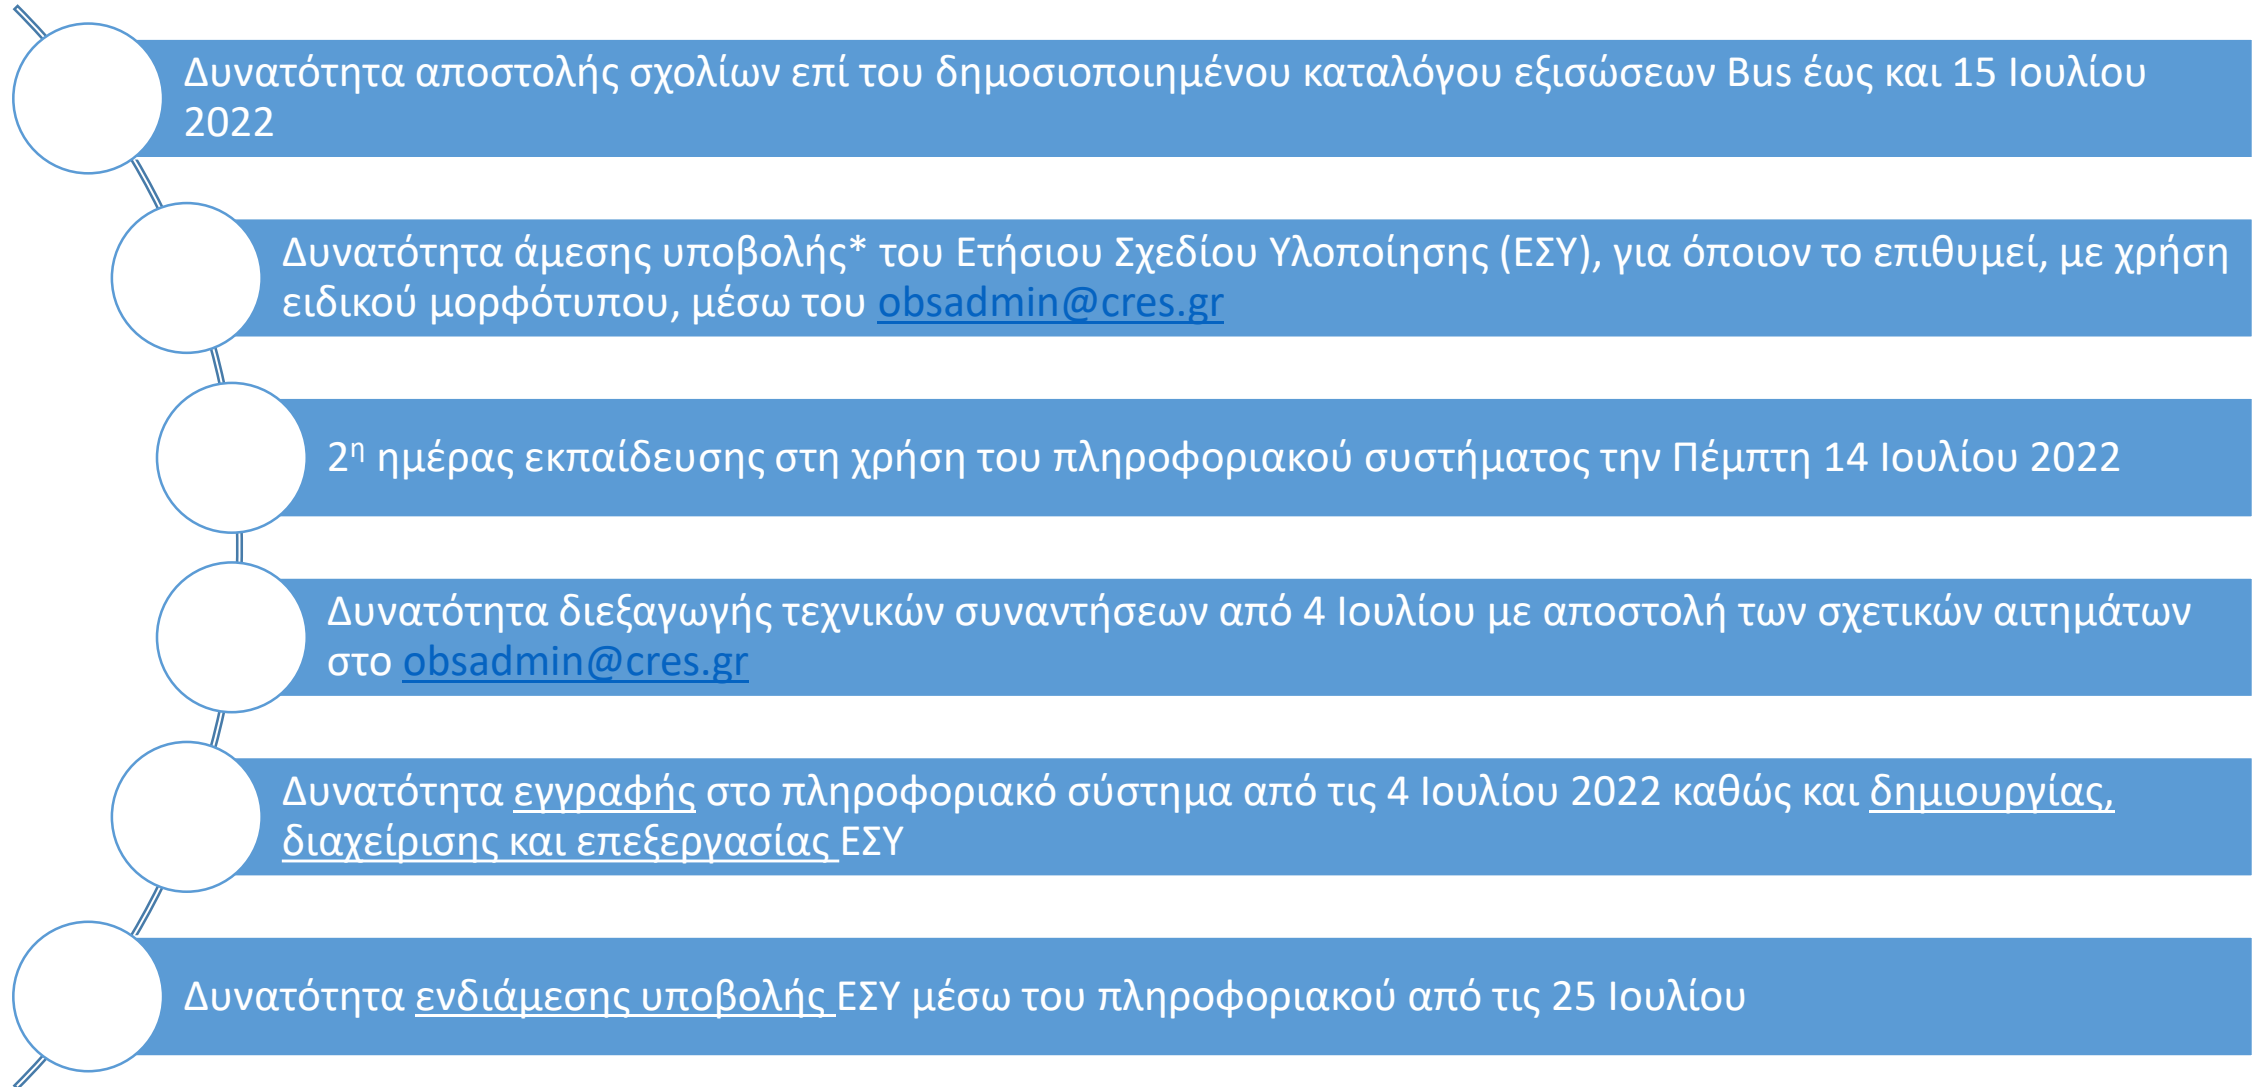 Δυνατότητα αποστολής σχολίων επί του δημοσιοποιημένου καταλόγου εξισώσεων Bus έως και 15 Ιουλίου
2022
Δυνατότητα άμεσης υποβολής* του Ετήσιου Σχεδίου Υλοποίησης (ΕΣΥ), για όποιον το επιθυμεί, με χρήση
ειδικού μορφότυπου, μέσω του obsadmin@cres.gr
2η ημέρας εκπαίδευσης στη χρήση του πληροφοριακού συστήματος την Πέμπτη 14 Ιουλίου 2022
Δυνατότητα διεξαγωγής τεχνικών συναντήσεων από 4 Ιουλίου με αποστολή των σχετικών αιτημάτων
στο obsadmin@cres.gr
Δυνατότητα εγγραφής στο πληροφοριακό σύστημα από τις 4 Ιουλίου 2022 καθώς και δημιουργίας,
διαχείρισης και επεξεργασίας ΕΣΥ
Δυνατότητα ενδιάμεσης υποβολής ΕΣΥ μέσω του πληροφοριακού από τις 25 Ιουλίου